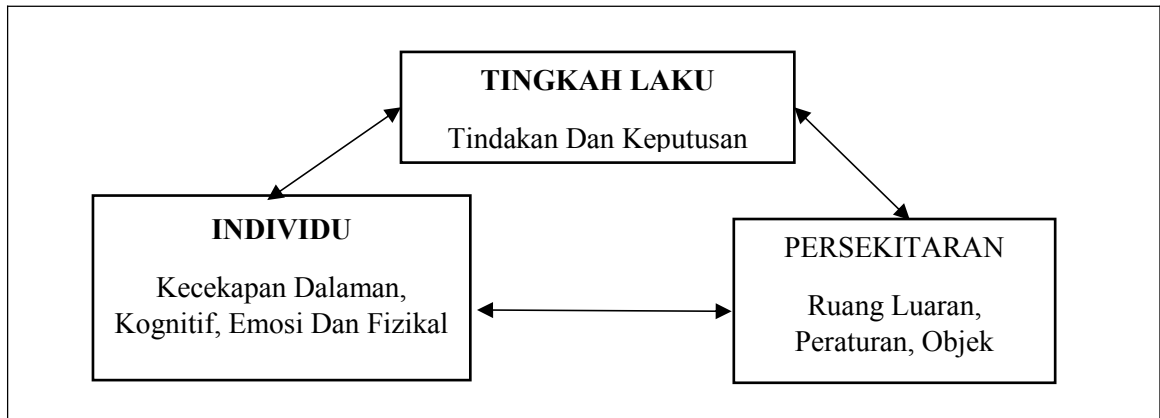 TINGKAH LAKU
Tindakan Dan Keputusan
INDIVIDU
Kecekapan Dalaman,
Kognitif, Emosi Dan Fizikal
PERSEKITARAN
Ruang Luaran,
Peraturan, Objek